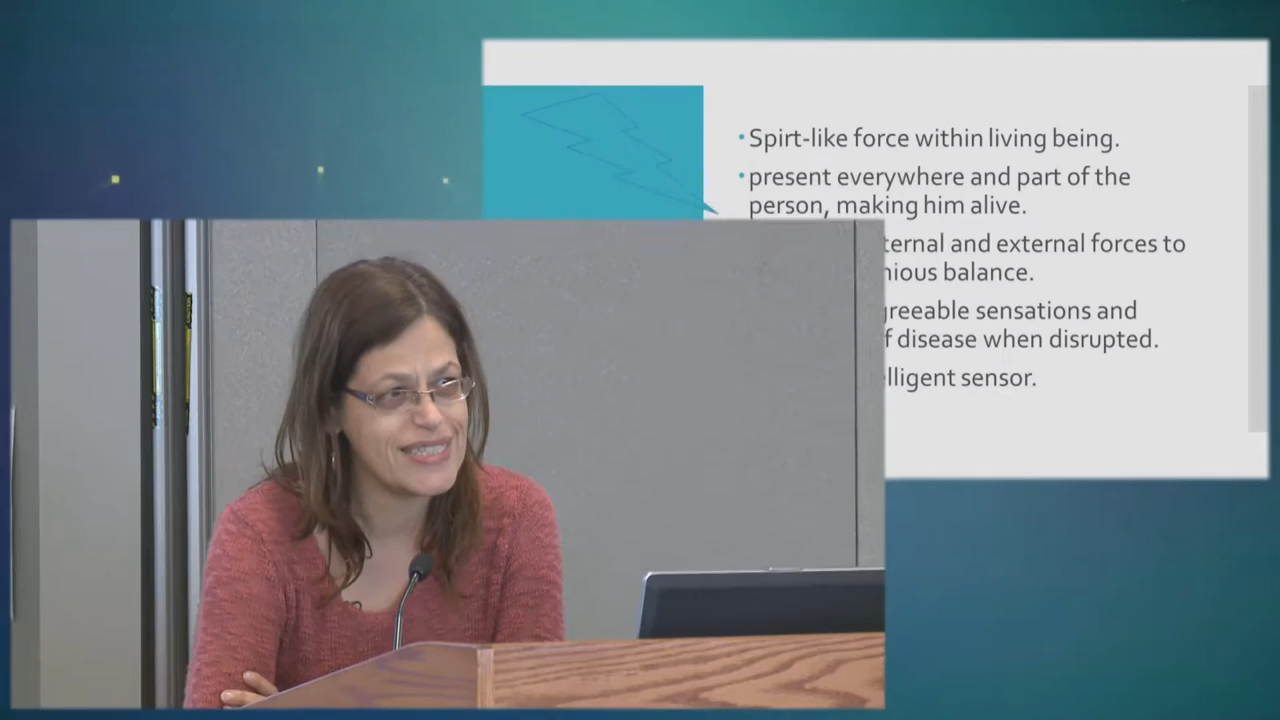 •Spirt-like force within living being.
•present everywhere and part of the
person, making him alive.
ternal and external forces to
nious balance.
greeable sensations and
f disease when disrupted.
elligent sensor.